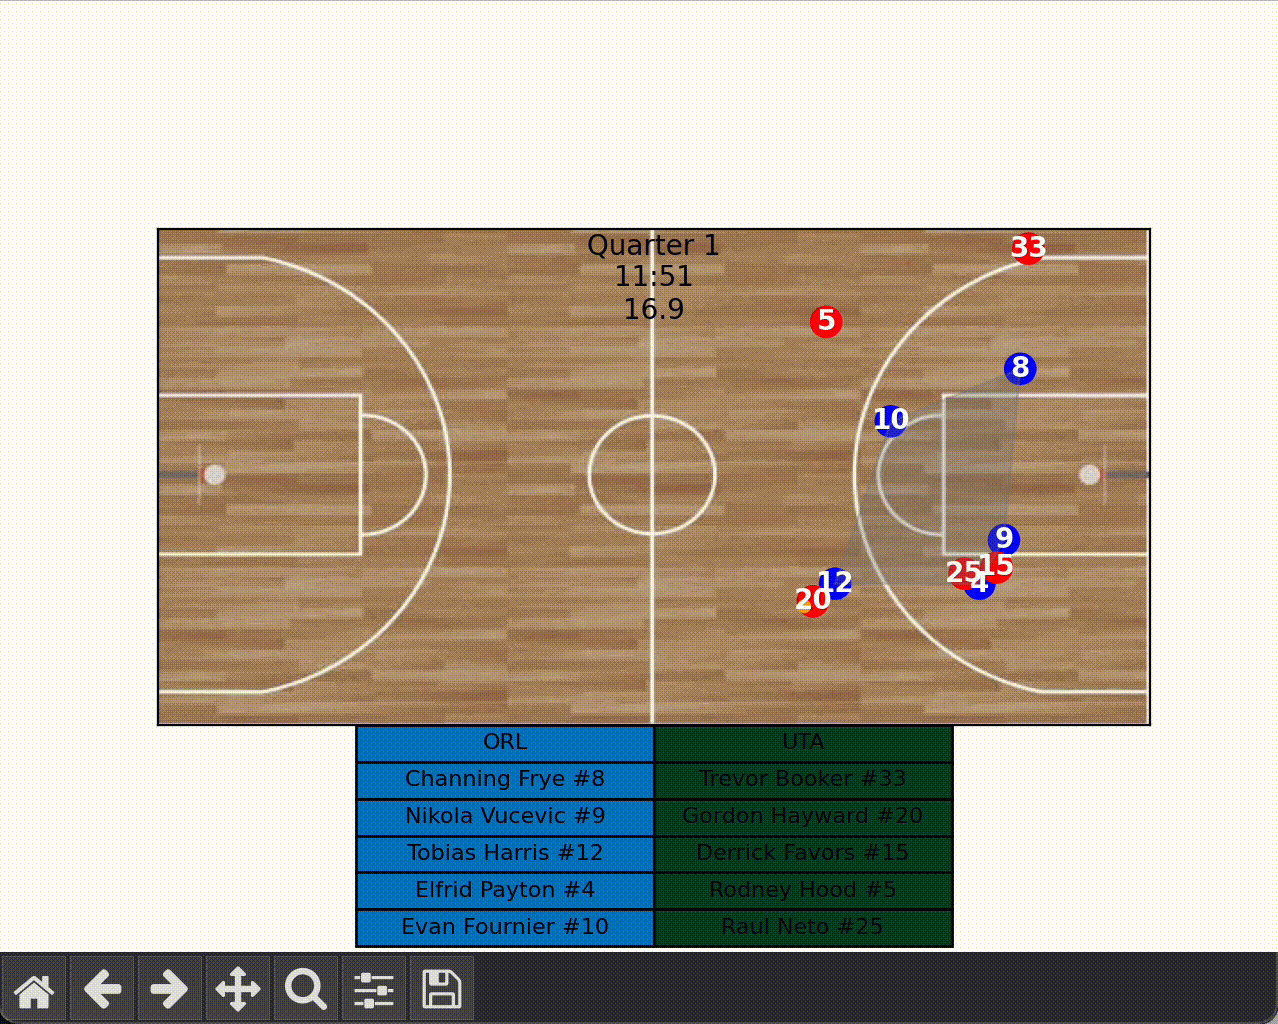 Quarter 1
11:51
16.9
33
5
8
10
9
15
25
4
12
20
ORL UTA
Channing Frye #8 Trevor Booker #33
Nikola Vucevic #9 Gordon Hayward #20
Tobias Harris #12 Derrick Favors #15
Elfrid Payton #4 Rodney Hood #5
Evan Fournier #10 Raul Neto #25